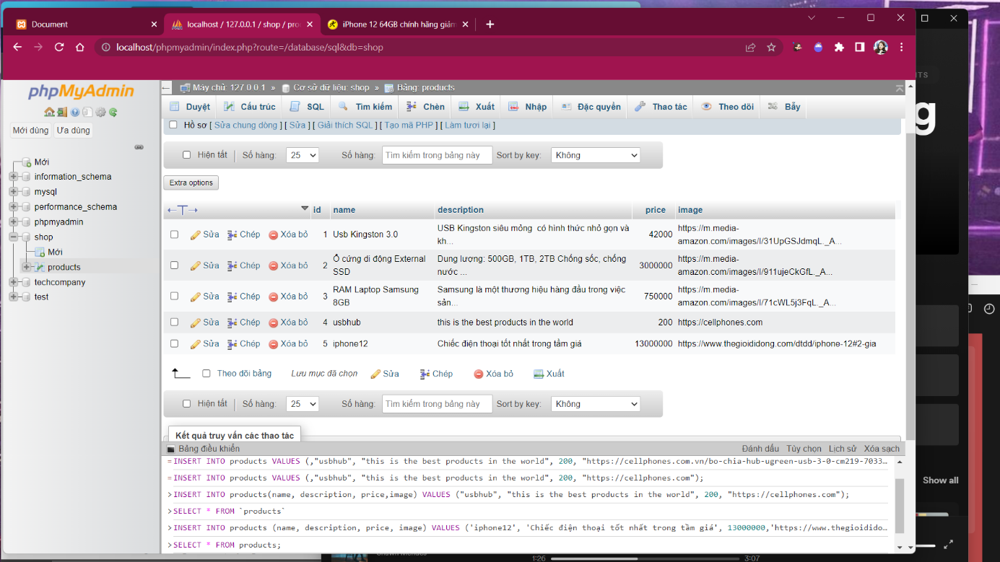 Document
localhost / 127.0.0.1 / shop / pro
iPhone 12 64GB chính hãng giảm
localhost/phpmyadmin/index.php?route=/database/sql&db=shop
phpMyAdmin
Mới dùng Ưa dùng
Mới
information_schema
mysql
performance_schema
phpmyadmin
shop
Mới
products
techcompany
test
Máy chủ: 127.0.0.1 » Cơ sở dữ liệu: shop » Bảng: products
Duyệt Cấu trúc SQL Tìm kiếm Chèn Xuất Nhập Đặc quyền Thao tác Theo dõi Bẫy
Hồ sơ [ Sửa chung dòng ] [ Sửa ] [ Giải thích SQL ] [ Tạo mã PHP ] [ Làm tươi lại ]
Hiện tất Số hàng: 25 Số hàng: Tìm kiếm trong bảng này Sort by key: Không
Extra options
id name description price image
Sửa Chép Xóa bỏ 1 Usb Kingston 3.0 USB Kingston siêu mỏng có hình thức nhỏ gọn và kh... 42000 https://m.media-amazon.com/images/I/31UpGSJdmqL._A...
Sửa Chép Xóa bỏ 2 Ổ cứng di động External SSD Dung lượng: 500GB, 1TB, 2TB Chống sốc, chống nước ... 3000000 https://m.media-amazon.com/images/I/911ujeCkGfL._A...
Sửa Chép Xóa bỏ 3 RAM Laptop Samsung 8GB Samsung là một thương hiệu hàng đầu trong việc sản... 750000 https://m.media-amazon.com/images/I/71cWL5j3FqL._A...
Sửa Chép Xóa bỏ 4 usbhub this is the best products in the world 200 https://cellphones.com
Sửa Chép Xóa bỏ 5 iphone12 Chiếc điện thoại tốt nhất trong tầm giá 13000000 https://www.thegioididong.com/dtdd/iphone-12#2-gia
Theo dõi bảng Lưu mục đã chọn Sửa Chép Xóa bỏ Xuất
Hiện tất Số hàng: 25 Số hàng: Tìm kiếm trong bảng này Sort by key: Không
Kết quả truy vấn các thao tác
Bảng điều khiển Đánh dấu Tùy chọn Lịch sử Xóa sạch
=INSERT INTO products VALUES (,"usbhub", "this is the best products in the world", 200, "https://cellphones.com.vn/bo-chia-hub-ugreen-usb-3-0-cm219-7033…
=INSERT INTO products VALUES (,"usbhub", "this is the best products in the world", 200, "https://cellphones.com");
>INSERT INTO products(name, description, price,image) VALUES ("usbhub", "this is the best products in the world", 200, "https://cellphones.com");
>SELECT * FROM `products`
>INSERT INTO products (name, description, price, image) VALUES ('iphone12', 'Chiếc điện thoại tốt nhất trong tầm giá', 13000000,'https://www.thegioidido…
>SELECT * FROM products;
Show all
1:26 3:07